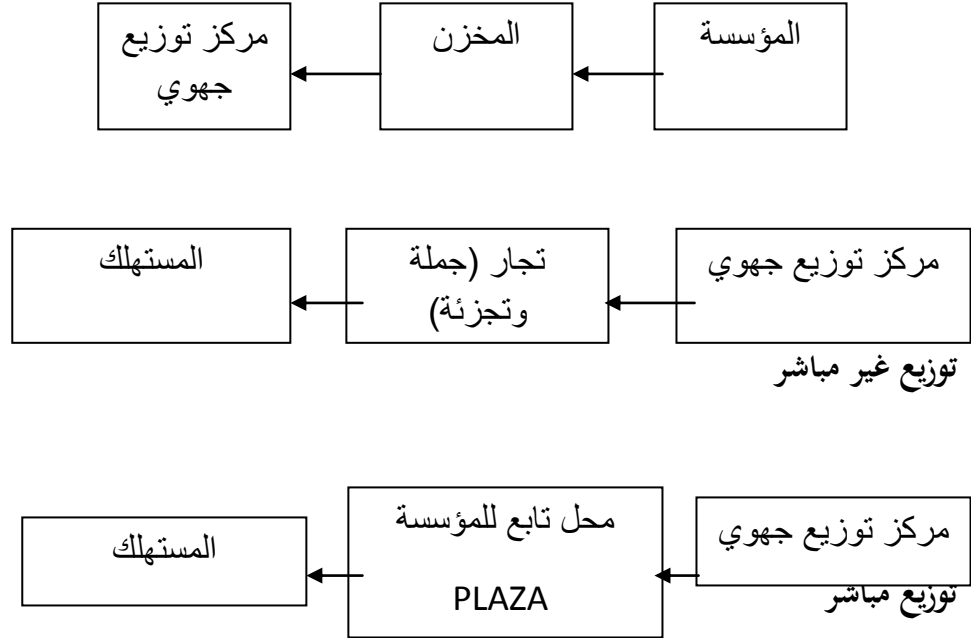 المؤسسة
المخزن
مركز توزيع
جهوي
مركز توزيع جهوي
تجار (جملة
وتجزئة)
المستهلك
توزيع غير مباشر
مركز توزيع جهوي
محل تابع للمؤسسة
PLAZA
المستهلك
توزيع مباشر